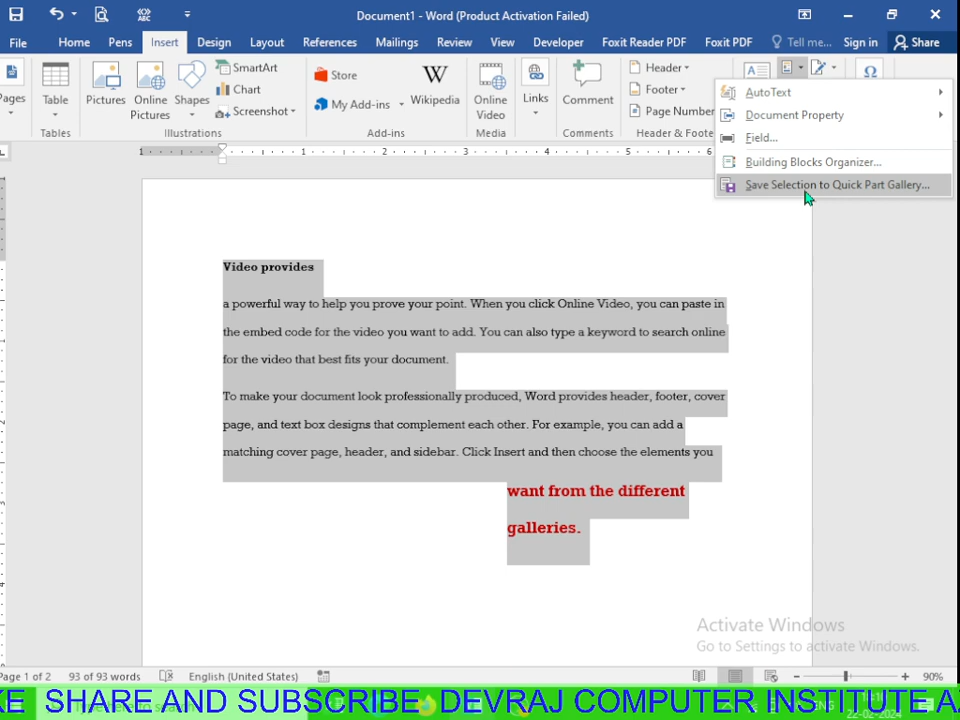 Document1 - Word (Product Activation Failed)
File Home Pens Insert Design Layout References Mailings Review View Developer Foxit Reader PDF Foxit PDF Tell me... Sign in Share
Pages
Table
Tables
Pictures
Online Pictures
Shapes
SmartArt
Chart
Screenshot
Illustrations
Store
My Add-ins
Wikipedia
Add-ins
Online Video
Media
Links
Comment
Comments
Header
Footer
Page Number
Header & Foote
AutoText
Document Property
Field...
Building Blocks Organizer...
Save Selection to Quick Part Gallery...
Video provides
a powerful way to help you prove your point. When you click Online Video, you can paste in
the embed code for the video you want to add. You can also type a keyword to search online
for the video that best fits your document.
To make your document look professionally produced, Word provides header, footer, cover
page, and text box designs that complement each other. For example, you can add a
matching cover page, header, and sidebar. Click Insert and then choose the elements you
want from the different
galleries.
Activate Windows
Go to Settings to activate Windows.
Page 1 of 2 93 of 93 words English (United States) 90%
KE SHARE AND SUBSCRIBE DEVRAJ COMPUTER INSTITUTE AZ
22-02-2024